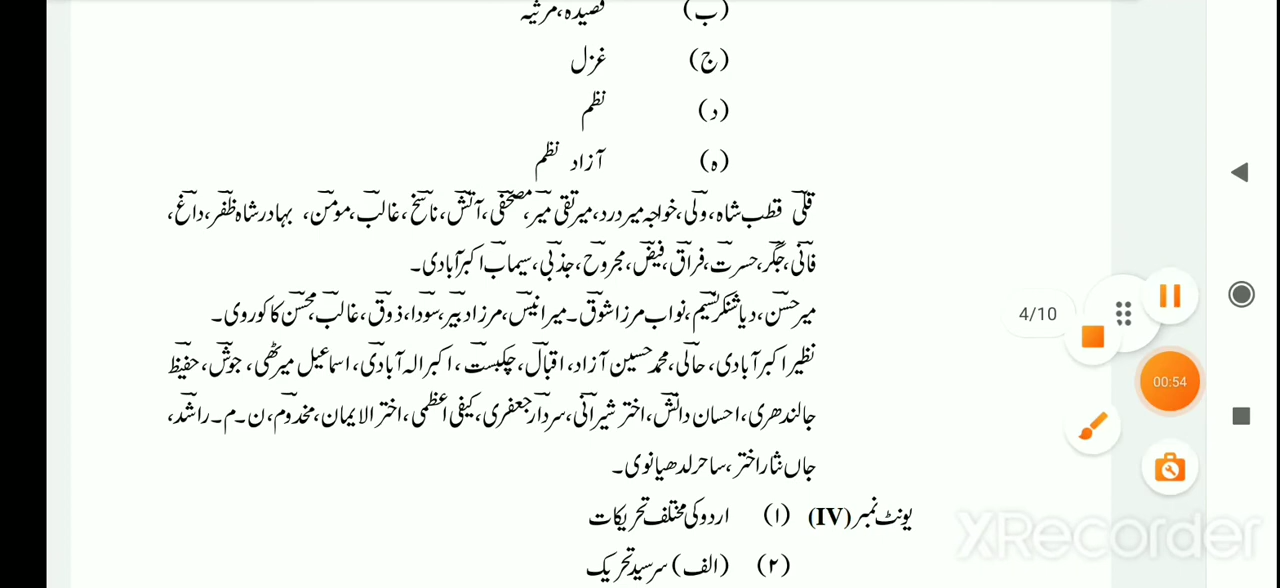 (ب) قصیدہ، مرثیہ
(ج) غزل
(د) نظم
(ہ) آزاد نظم
قلیؔ قطب شاہ، ولیؔ، خواجہ میر درد، میر تقی میرؔ، مصحفیؔ، آتشؔ، ناسخؔ، غالبؔ، مومنؔ، بہادر شاہ ظفرؔ، داغؔ،
فانیؔ، جگرؔ، حسرتؔ، فراقؔ، فیضؔ، مجروحؔ، جذبیؔ، سیمابؔ اکبرآبادی۔
میر حسنؔ، دیا شنکر نسیمؔ، نواب مرزا شوقؔ۔ میر انیسؔ، مرزا دبیرؔ، سودا، ذوقؔ، غالبؔ، محسنؔ کاکوروی۔
نظیر اکبرآبادی، حالیؔ، محمد حسین آزاد، اقبالؔ، چکبستؔ، اکبر الہ آبادیؔ، اسماعیل میرٹھی، جوشؔ، حفیظؔ
جالندھری، احسان دانشؔ، اختر شیرانیؔ، سردار جعفری، کیفی اعظمی، اختر الایمان، مخدومؔ، ن۔م۔ راشدؔ،
جاں نثار اختر، ساحر لدھیانوی۔
یونٹ نمبر (IV) (۱) اردو کی مختلف تحریکات
(۲) (الف) سرسید تحریک
4/10
00:54
XRecorder